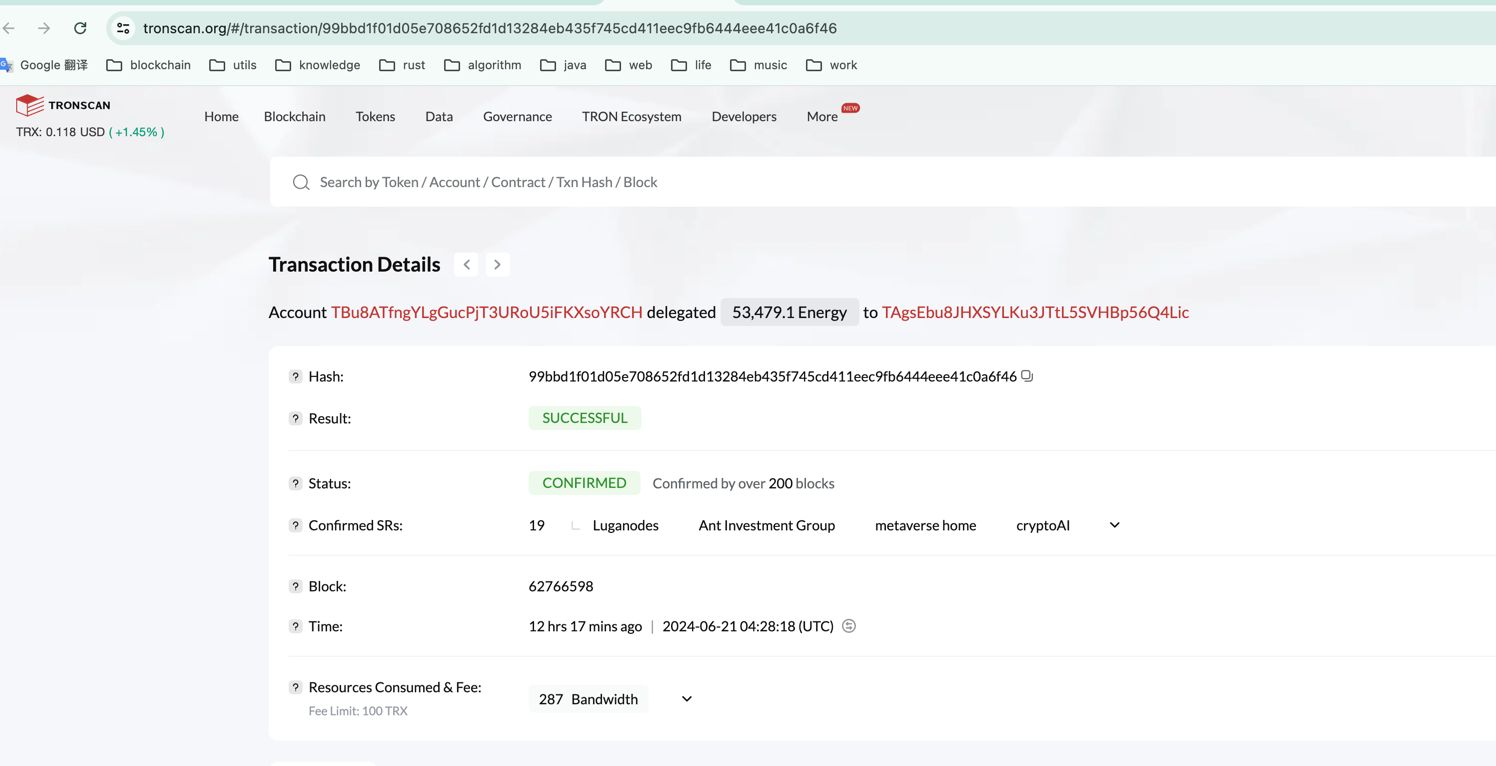 tronscan.org/#/transaction/99bbd1f01d05e708652fd1d13284eb435f745cd411eec9fb6444eee41c0a6f46
Google 翻译 blockchain utils knowledge rust algorithm java web life music work
TRONSCAN
TRX: 0.118 USD ( +1.45% )
Home Blockchain Tokens Data Governance TRON Ecosystem Developers More NEW
Search by Token / Account / Contract / Txn Hash / Block
Transaction Details
Account TBu8ATfngYLgGucPjT3URoU5iFKXsoYRCH delegated 53,479.1 Energy to TAgsEbu8JHXSYLKu3JTtL5SVHBp56Q4Lic
? Hash: 99bbd1f01d05e708652fd1d13284eb435f745cd411eec9fb6444eee41c0a6f46
? Result: SUCCESSFUL
? Status: CONFIRMED Confirmed by over 200 blocks
? Confirmed SRs: 19 Luganodes Ant Investment Group metaverse home cryptoAI
? Block: 62766598
? Time: 12 hrs 17 mins ago | 2024-06-21 04:28:18 (UTC)
? Resources Consumed & Fee: 287 Bandwidth
Fee Limit: 100 TRX